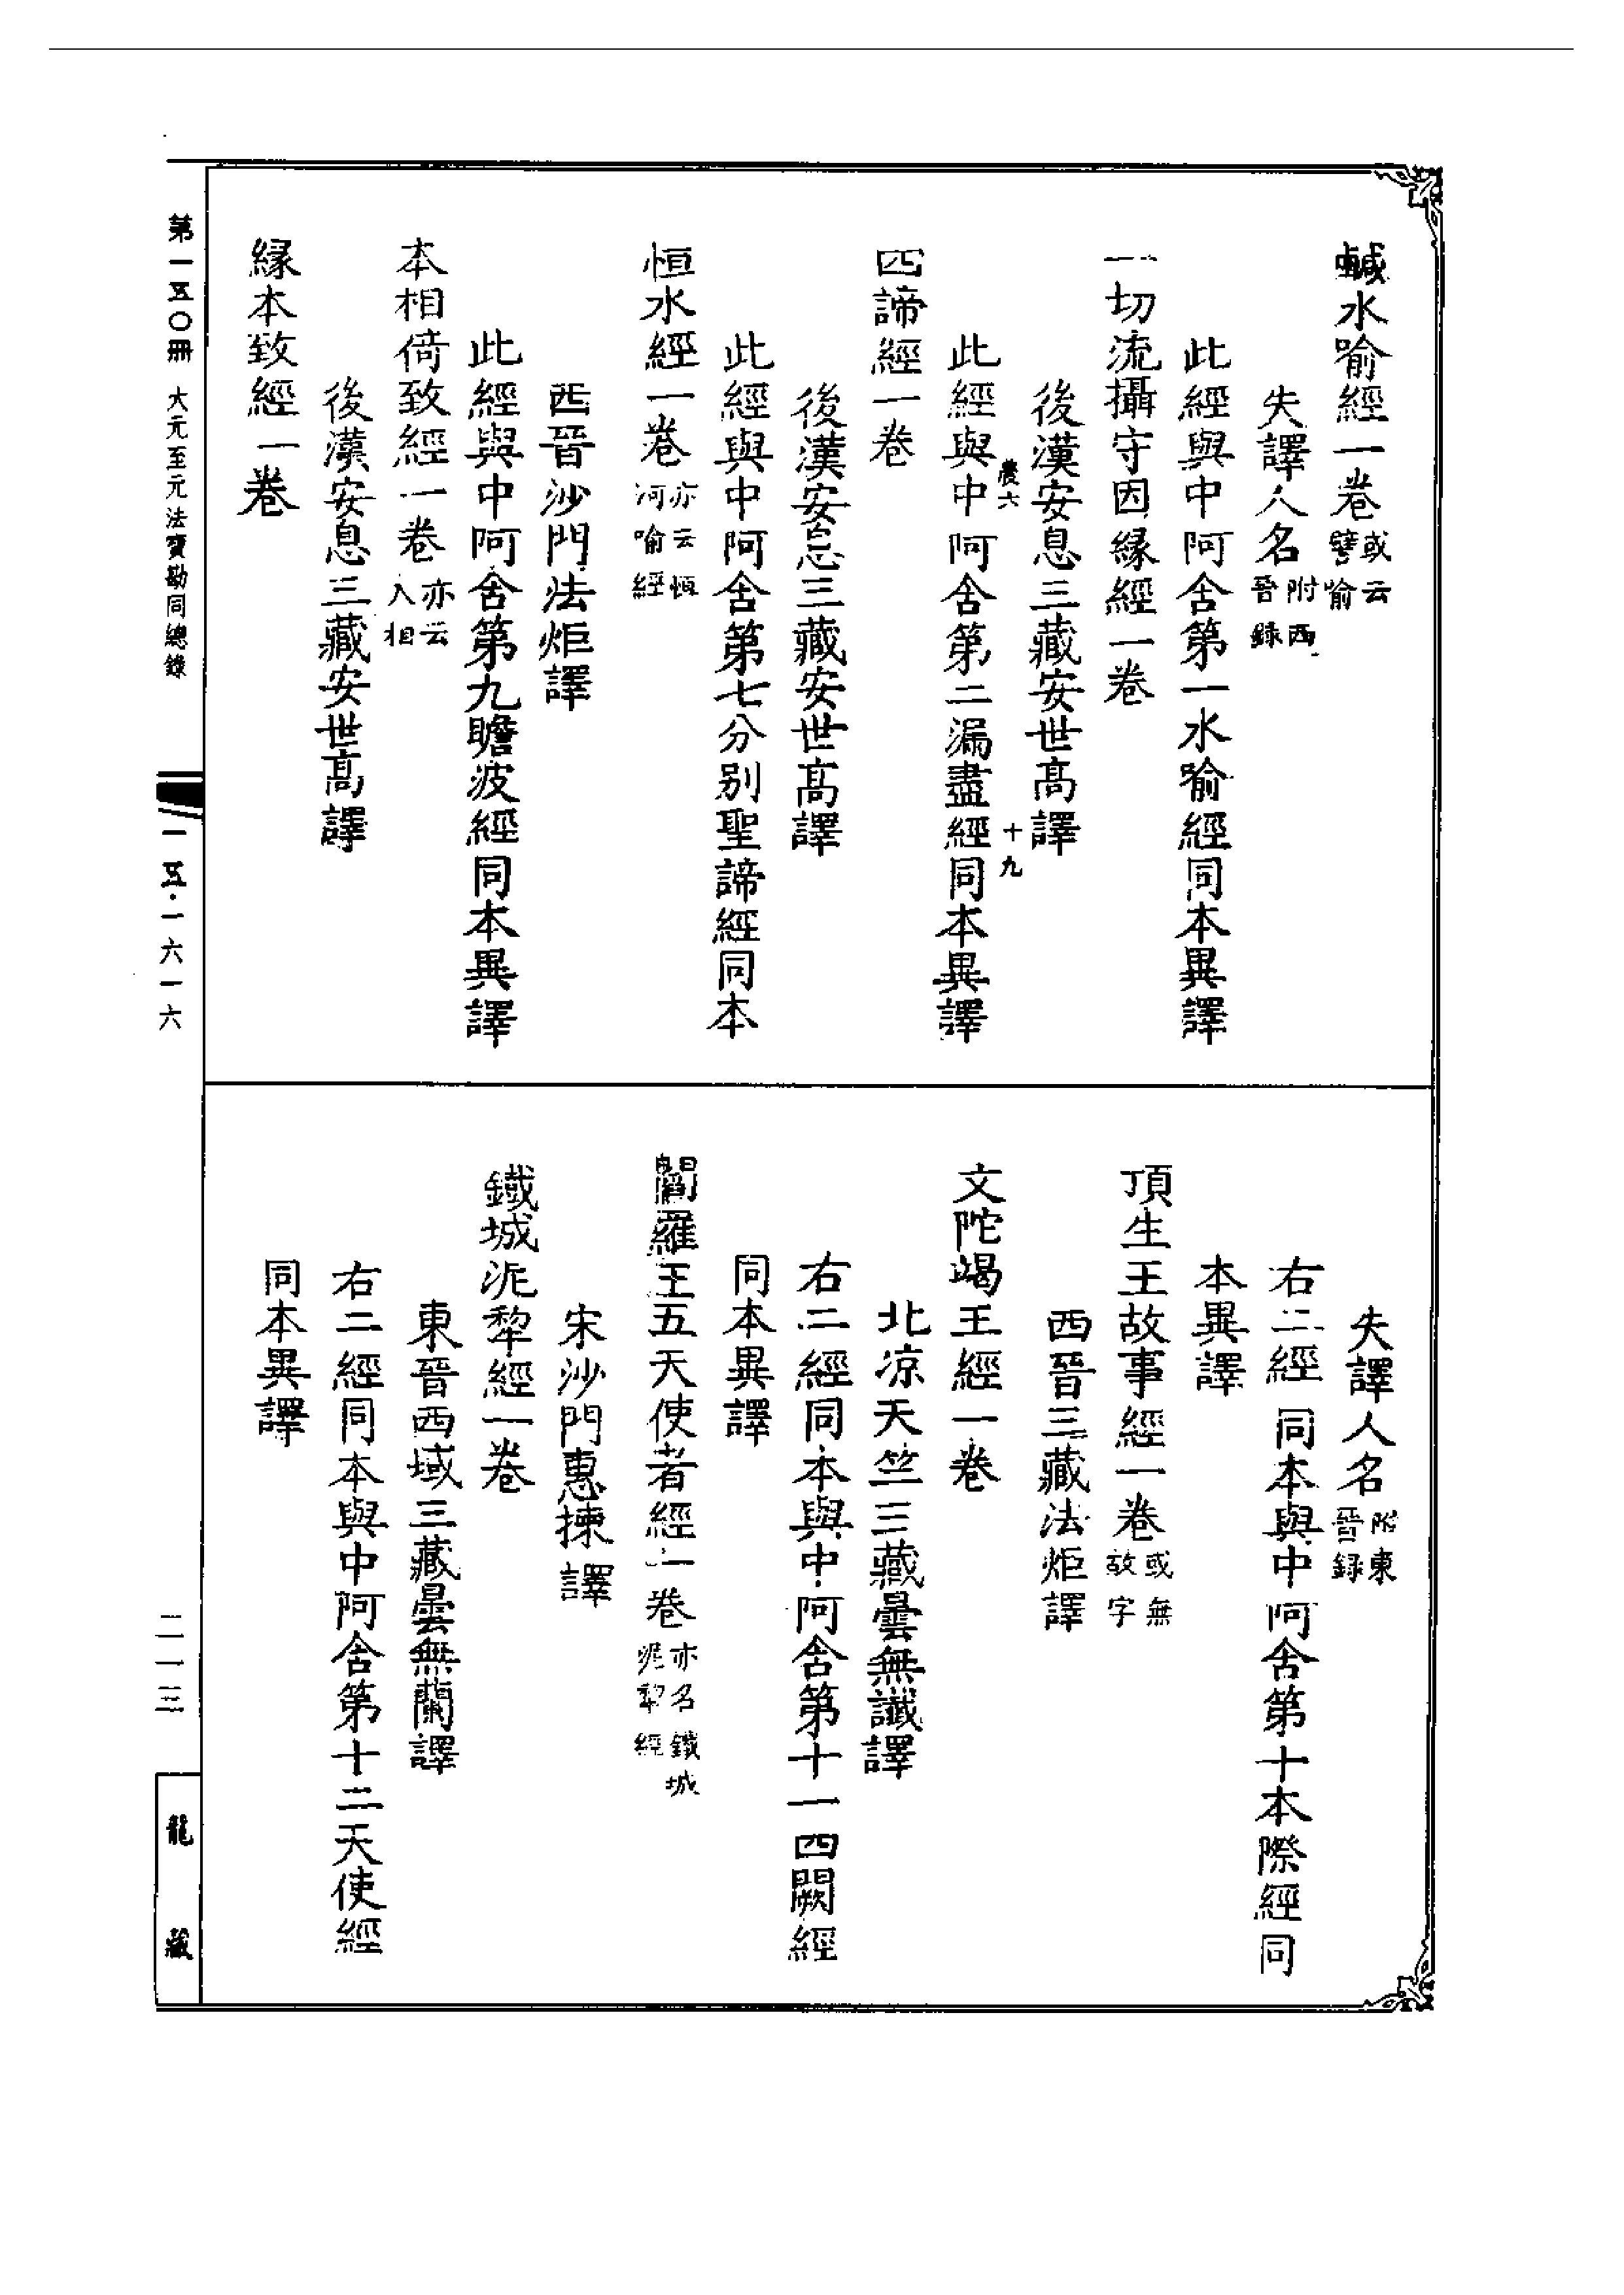 鹹水喻經一卷或云譬喻
失譯人名附西晉錄
此經與中阿含第一水喻經同本異譯
一切流攝守因緣經一卷
後漢安息三藏安世高譯
農六 十九
此經與中阿含第二漏盡經同本異譯
四諦經一卷
後漢安息三藏安世高譯
此經與中阿含第七分別聖諦經同本
恒水經一卷亦云恒河喻經
西晉沙門法炬譯
此經與中阿含第九瞻波經同本異譯
本相倚致經一卷亦云入相
後漢安息三藏安世高譯
緣本致經一卷
失譯人名附東晉録
右二經同本與中阿含第十本際經同
本異譯
頂生王故事經一卷或無故字
西晉三藏法炬譯
文陀竭王經一卷
北涼天竺三藏曇無讖譯
右二經同本與中阿含第十一四闕經
同本異譯
閻羅王五天使者經一卷亦名鐵城泥犂經
宋沙門惠揀譯
鐵城泥犂經一卷
東晉西域三藏曇無蘭譯
右二經同本與中阿含第十二天使經
同本異譯
第一五〇冊 大元至元法寶勘同總錄
一五·一六一六
二一三
龍藏